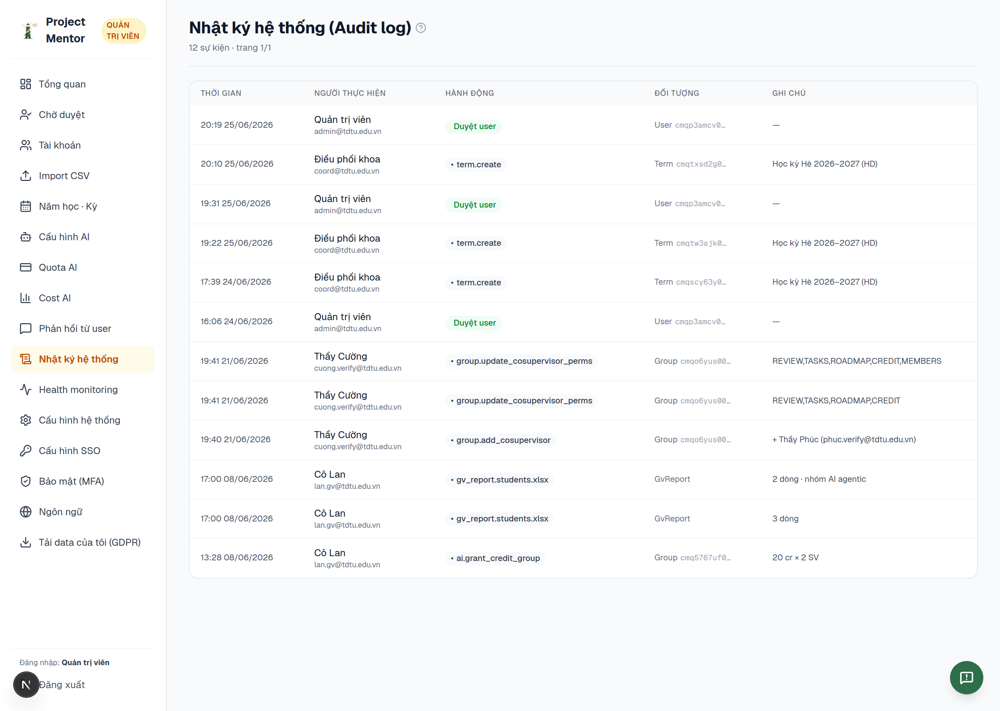 Project
Mentor
QUẢN
TRỊ VIÊN
Tổng quan
Chờ duyệt
Tài khoản
Import CSV
Năm học · Kỳ
Cấu hình AI
Quota AI
Cost AI
Phản hồi từ user
Nhật ký hệ thống
Health monitoring
Cấu hình hệ thống
Cấu hình SSO
Bảo mật (MFA)
Ngôn ngữ
Tải data của tôi (GDPR)
Đăng nhập: Quản trị viên
N
Đăng xuất
Nhật ký hệ thống (Audit log) ?
12 sự kiện · trang 1/1
THỜI GIAN NGƯỜI THỰC HIỆN HÀNH ĐỘNG ĐỐI TƯỢNG GHI CHÚ
20:19 25/06/2026 Quản trị viên Duyệt user User cmqp3amcv0… —
admin@tdtu.edu.vn
20:10 25/06/2026 Điều phối khoa • term.create Term cmqtxsd2g0… Học kỳ Hè 2026–2027 (HD)
coord@tdtu.edu.vn
19:31 25/06/2026 Quản trị viên Duyệt user User cmqp3amcv0… —
admin@tdtu.edu.vn
19:22 25/06/2026 Điều phối khoa • term.create Term cmqtw3ajk0… Học kỳ Hè 2026–2027 (HD)
coord@tdtu.edu.vn
17:39 24/06/2026 Điều phối khoa • term.create Term cmqscy63y0… Học kỳ Hè 2026–2027 (HD)
coord@tdtu.edu.vn
16:06 24/06/2026 Quản trị viên Duyệt user User cmqp3amcv0… —
admin@tdtu.edu.vn
19:41 21/06/2026 Thầy Cường • group.update_cosupervisor_perms Group cmqo6yus00… REVIEW,TASKS,ROADMAP,CREDIT,MEMBERS
cuong.verify@tdtu.edu.vn
19:41 21/06/2026 Thầy Cường • group.update_cosupervisor_perms Group cmqo6yus00… REVIEW,TASKS,ROADMAP,CREDIT
cuong.verify@tdtu.edu.vn
19:40 21/06/2026 Thầy Cường • group.add_cosupervisor Group cmqo6yus00… + Thầy Phúc (phuc.verify@tdtu.edu.vn)
cuong.verify@tdtu.edu.vn
17:00 08/06/2026 Cô Lan • gv_report.students.xlsx GvReport 2 dòng · nhóm AI agentic
lan.gv@tdtu.edu.vn
17:00 08/06/2026 Cô Lan • gv_report.students.xlsx GvReport 3 dòng
lan.gv@tdtu.edu.vn
13:28 08/06/2026 Cô Lan • ai.grant_credit_group Group cmq5767uf0… 20 cr × 2 SV
lan.gv@tdtu.edu.vn